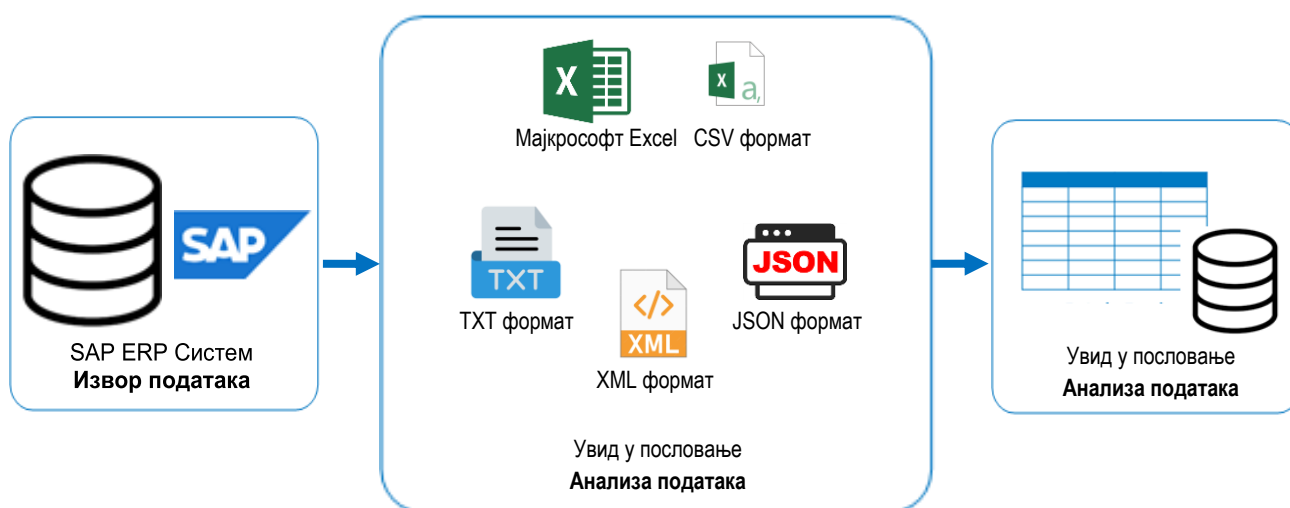 X
X a,
Мајкрософт Excel CSV формат
SAP
TXT
JSON
TXT формат
JSON формат
XML
XML формат
SAP ERP Систем
Извор података
Увид у пословање
Анализа података
Увид у пословање
Анализа података